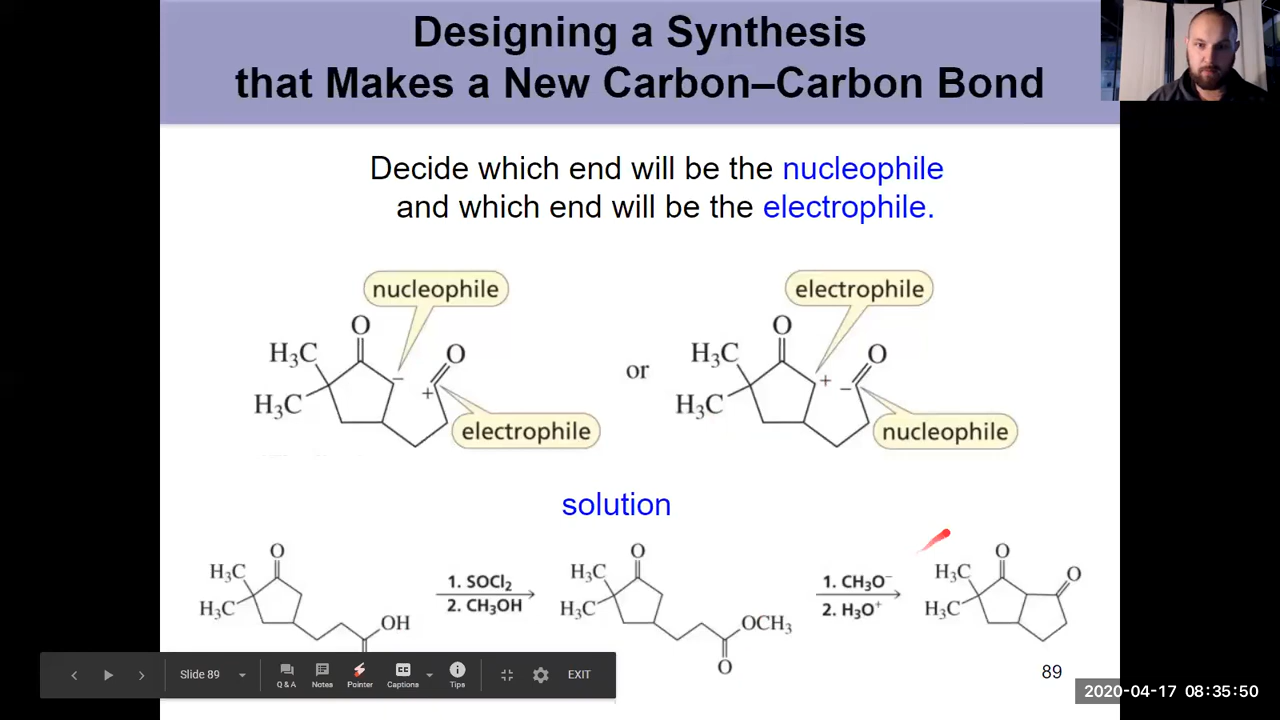 Designing a Synthesis
that Makes a New Carbon–Carbon Bond
Decide which end will be the nucleophile
and which end will be the electrophile.
nucleophile
O
H₃C
H₃C
O
−
+
electrophile
or
electrophile
O
H₃C
H₃C
O
+
−
nucleophile
solution
O
H₃C
H₃C
OH
1. SOCl₂
2. CH₃OH
O
H₃C
H₃C
OCH₃
O
1. CH₃O⁻
2. H₃O⁺
O
H₃C
H₃C
O
Slide 89
Q & A
Notes
Pointer
Captions
Tips
EXIT
89
2020-04-17 08:35:50